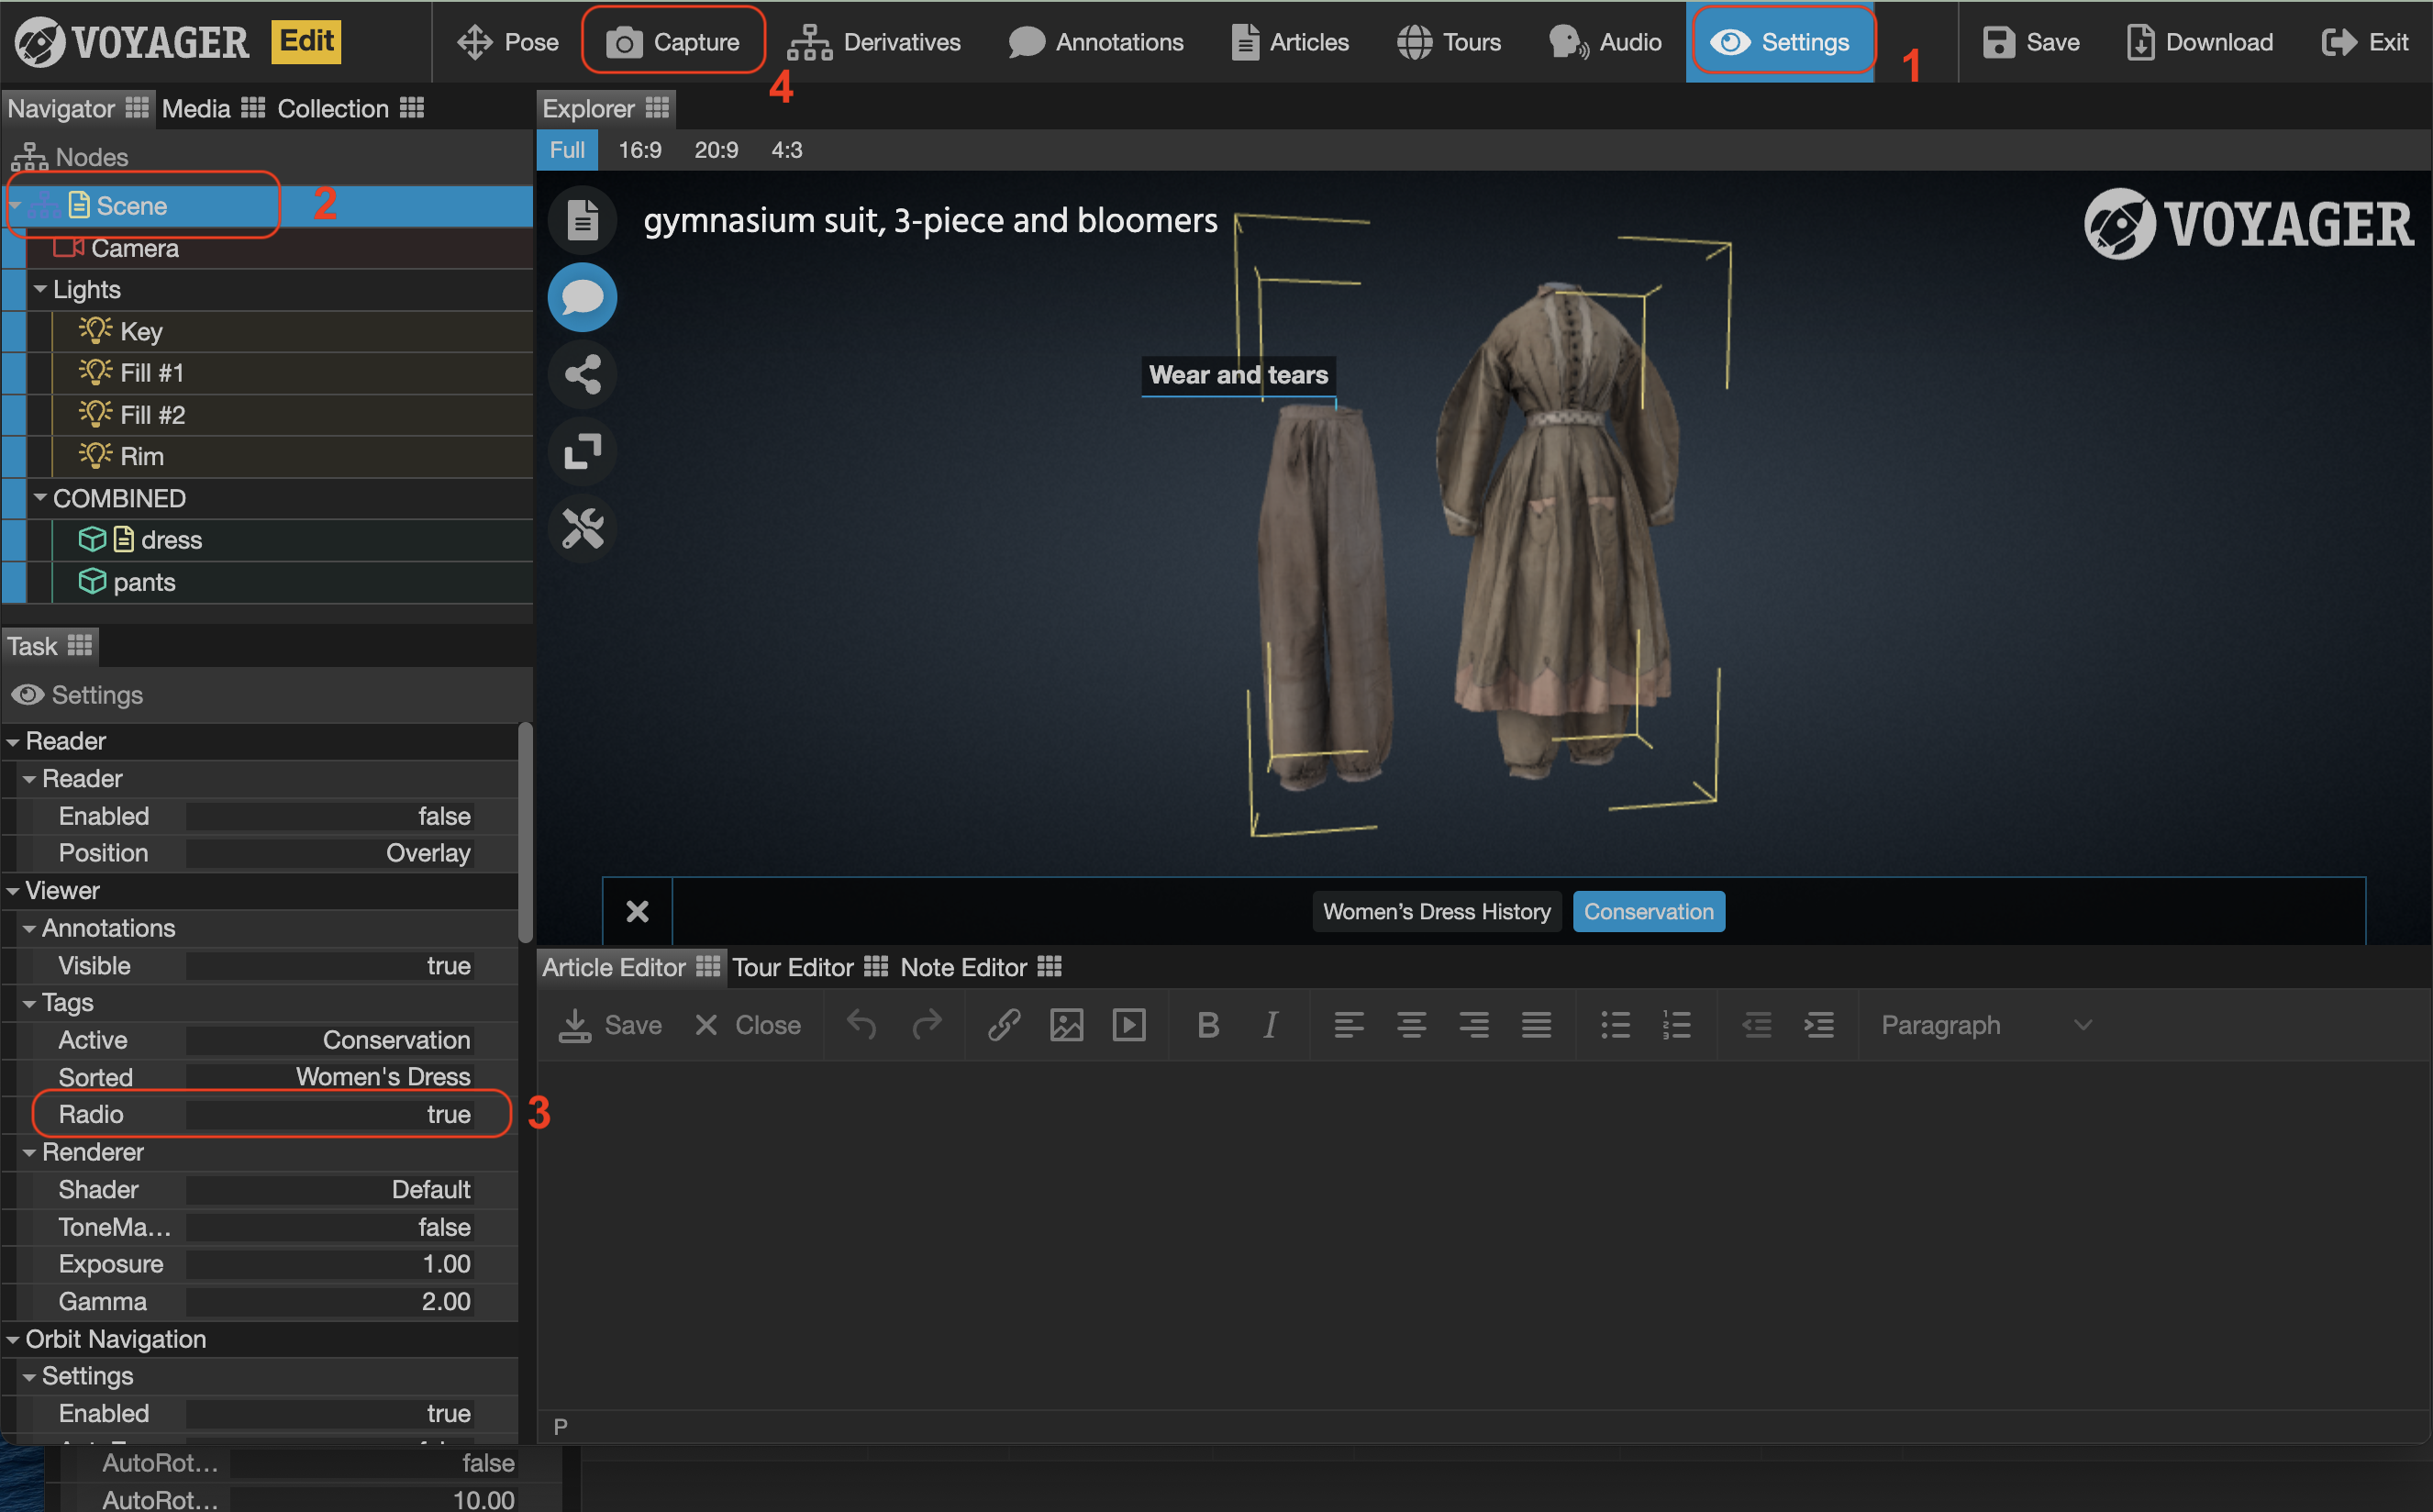 VOYAGER Edit Pose Capture Derivatives Annotations Articles Tours Audio Settings Save Download Exit
4 1
Navigator Media Collection
Explorer
Nodes
Full 16:9 20:9 4:3
Scene 2
Camera
Lights
Key
Fill #1
Fill #2
Rim
COMBINED
dress
pants
gymnasium suit, 3-piece and bloomers
VOYAGER
Wear and tears
Women’s Dress History Conservation
Task
Settings
Reader
Reader
Enabled false
Position Overlay
Viewer
Annotations
Visible true
Tags
Active Conservation
Sorted Women's Dress
Radio true 3
Renderer
Shader Default
ToneMa...
false
Exposure 1.00
Gamma 2.00
Orbit Navigation
Settings
Enabled true
AutoRot... false
AutoRot... 10.00
Article Editor Tour Editor Note Editor
Save Close B I Paragraph
P